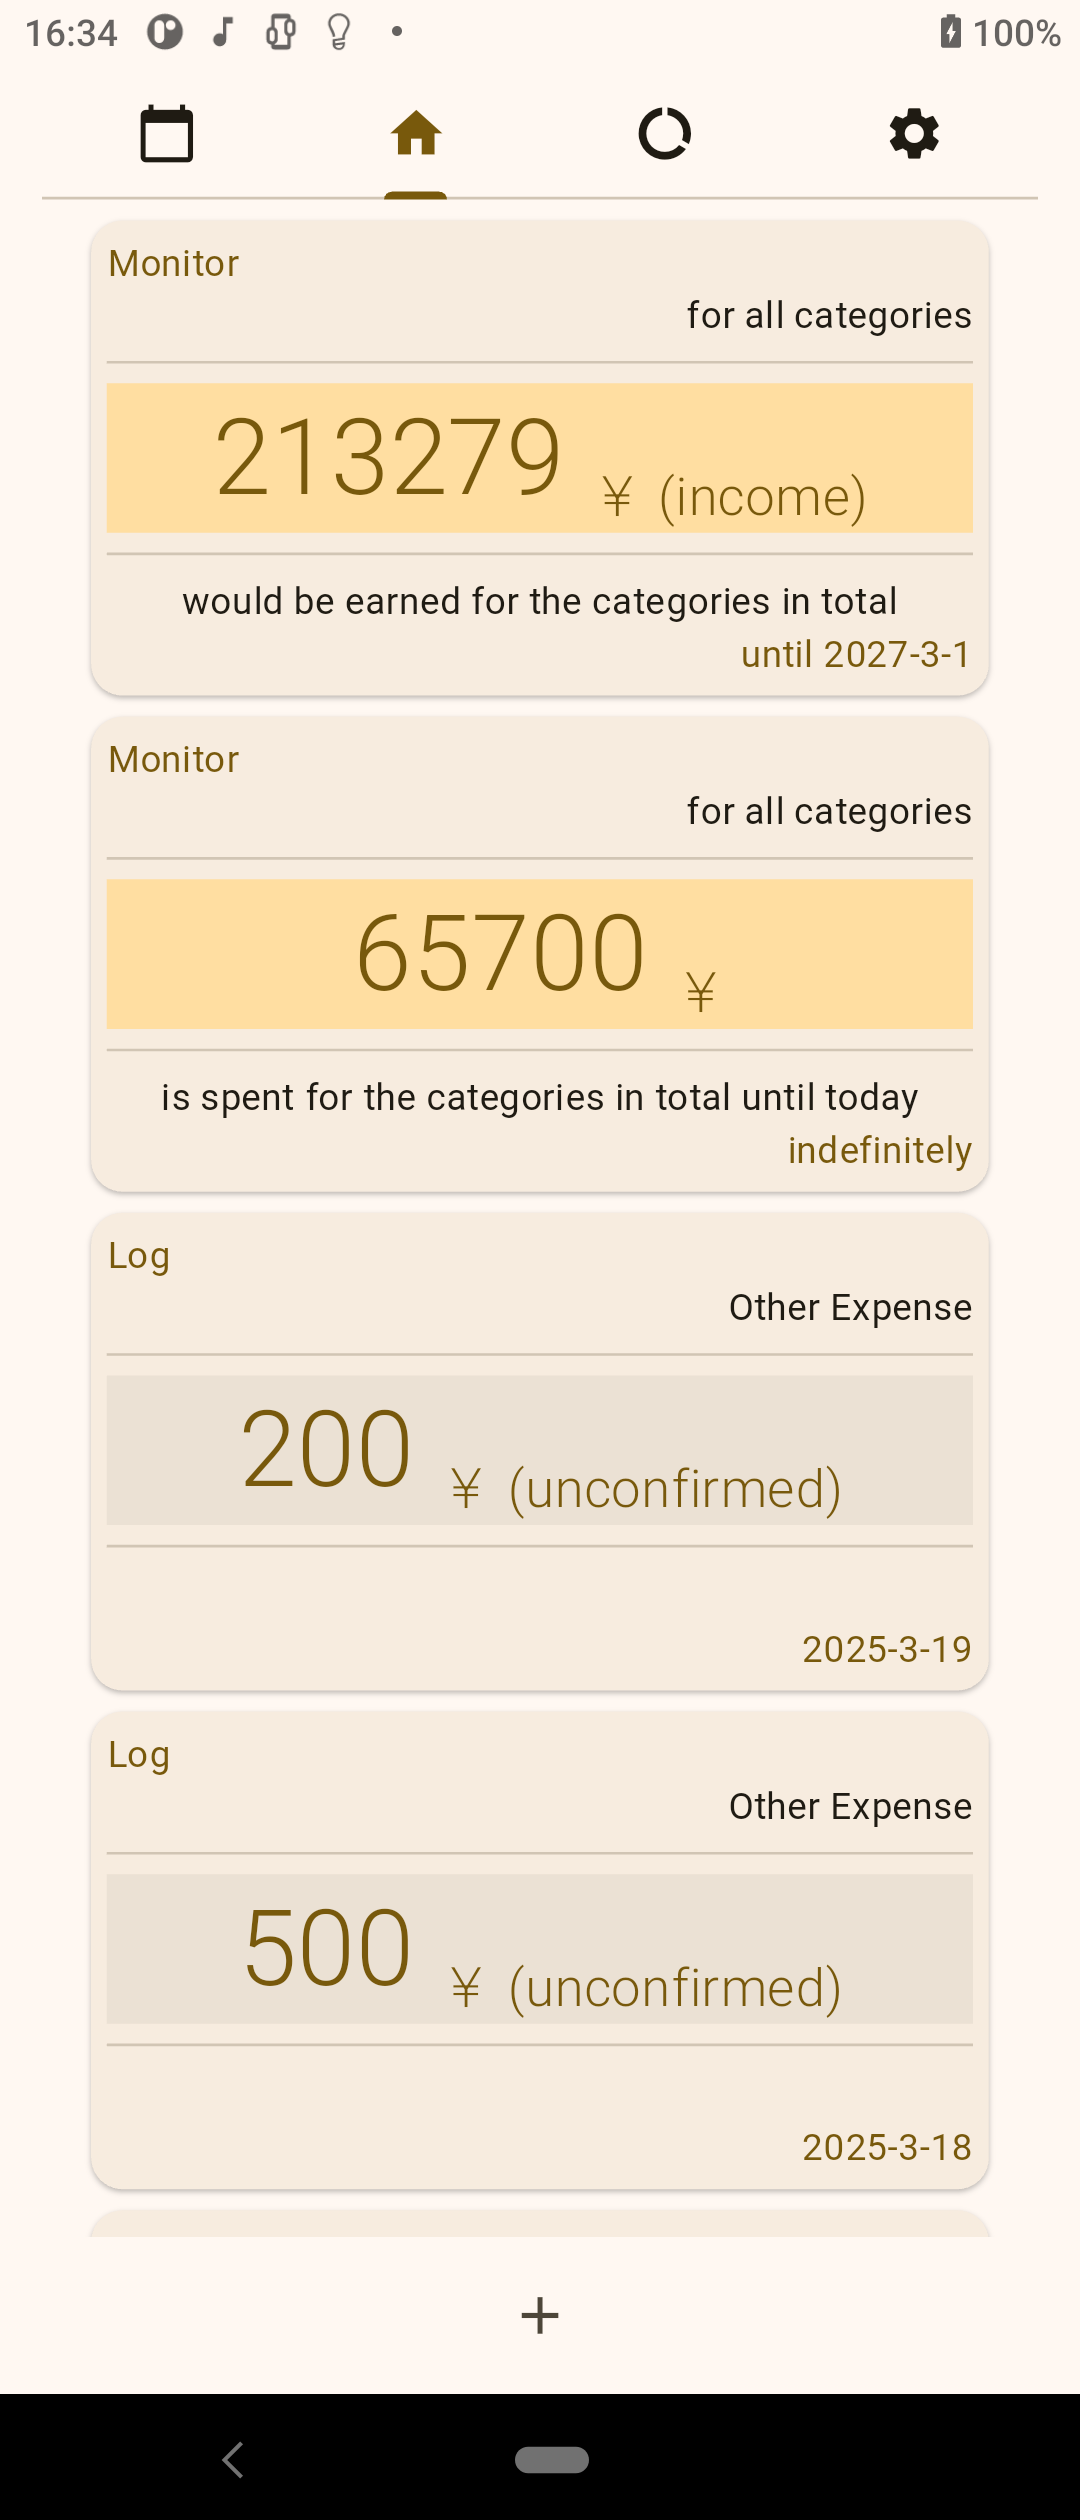 16:34
100%
Monitor
for all categories
213279 ¥ (income)
would be earned for the categories in total
until 2027-3-1
Monitor
for all categories
65700 ¥
is spent for the categories in total until today
indefinitely
Log
Other Expense
200 ¥ (unconfirmed)
2025-3-19
Log
Other Expense
500 ¥ (unconfirmed)
2025-3-18
+